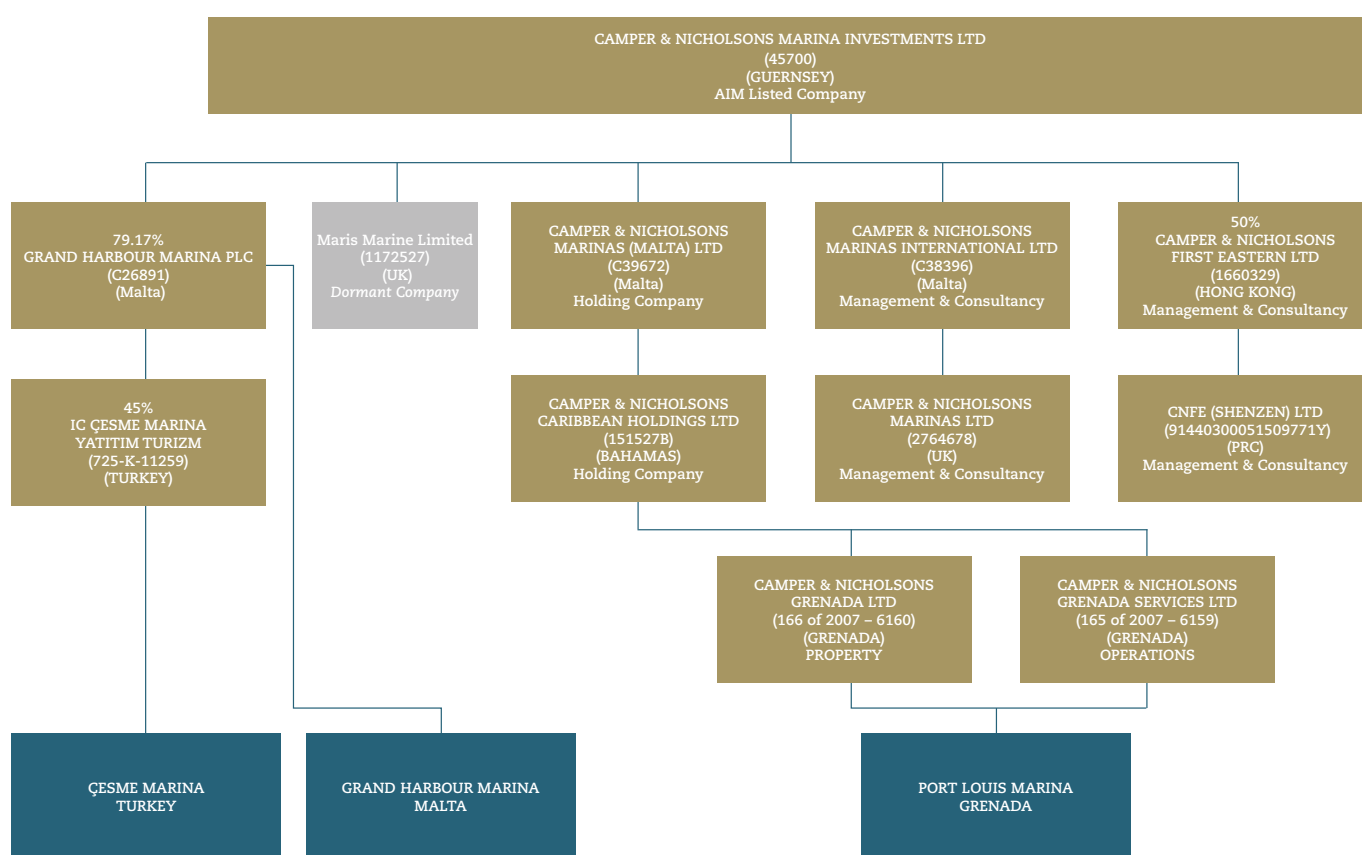 CAMPER & NICHOLSONS MARINA INVESTMENTS LTD
(45700)
(GUERNSEY)
AIM Listed Company
79.17%
GRAND HARBOUR MARINA PLC
(C26891)
(Malta)
Maris Marine Limited
(1172527)
(UK)
Dormant Company
CAMPER & NICHOLSONS
MARINAS (MALTA) LTD
(C39672)
(Malta)
Holding Company
CAMPER & NICHOLSONS
MARINAS INTERNATIONAL LTD
(C38396)
(Malta)
Management & Consultancy
50%
CAMPER & NICHOLSONS
FIRST EASTERN LTD
(1660329)
(HONG KONG)
Management & Consultancy
45%
IC ÇESME MARINA
YATITIM TURIZM
(725-K-11259)
(TURKEY)
CAMPER & NICHOLSONS
CARIBBEAN HOLDINGS LTD
(151527B)
(BAHAMAS)
Holding Company
CAMPER & NICHOLSONS
MARINAS LTD
(2764678)
(UK)
Management & Consultancy
CNFE (SHENZEN) LTD
(91440300051509771Y)
(PRC)
Management & Consultancy
CAMPER & NICHOLSONS
GRENADA LTD
(166 of 2007 – 6160)
(GRENADA)
PROPERTY
CAMPER & NICHOLSONS
GRENADA SERVICES LTD
(165 of 2007 – 6159)
(GRENADA)
OPERATIONS
ÇESME MARINA
TURKEY
GRAND HARBOUR MARINA
MALTA
PORT LOUIS MARINA
GRENADA